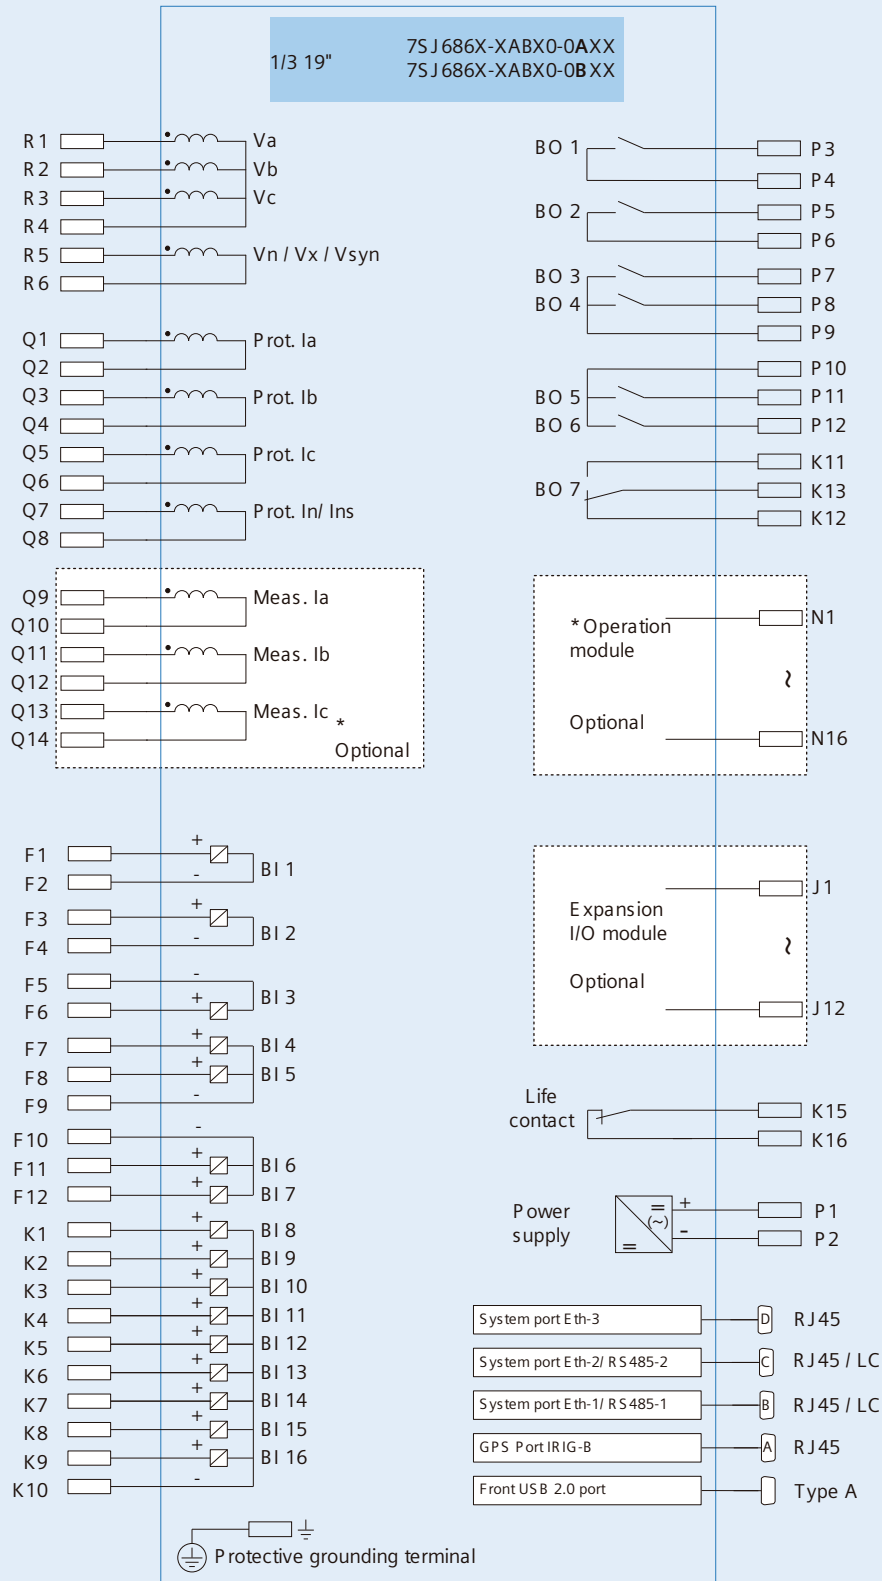 1/3 19"
7SJ686X-XABX0-0AXX
7SJ686X-XABX0-0BXX
R1
Va
R2
Vb
R3
Vc
R4
R5
Vn / Vx / Vsyn
R6
Q1
Prot. Ia
Q2
Q3
Prot. Ib
Q4
Q5
Prot. Ic
Q6
Q7
Prot. In/ Ins
Q8
Q9
Meas. Ia
Q10
Q11
Meas. Ib
Q12
Q13
Meas. Ic
*
Q14
Optional
F1
+
BI 1
F2
-
F3
+
BI 2
F4
-
F5
-
BI 3
F6
+
F7
+
BI 4
F8
+
BI 5
F9
-
F10
-
F11
+
BI 6
F12
+
BI 7
K1
+
BI 8
K2
+
BI 9
K3
+
BI 10
K4
+
BI 11
K5
+
BI 12
K6
+
BI 13
K7
+
BI 14
K8
+
BI 15
K9
+
BI 16
K10
-
Protective grounding terminal
BO 1
P3
P4
BO 2
P5
P6
BO 3
P7
BO 4
P8
P9
P10
BO 5
P11
BO 6
P12
K11
BO 7
K13
K12
*Operation
module
Optional
N1
~
N16
Expansion
I/O module
Optional
J1
~
J12
Life
contact
K15
K16
Power
supply
=
(~)
=
+
P1
-
P2
System port Eth-3
D
RJ45
System port Eth-2/ RS485-2
C
RJ45 / LC
System port Eth-1/ RS485-1
B
RJ45 / LC
GPS Port IRIG-B
A
RJ45
Front USB 2.0 port
Type A